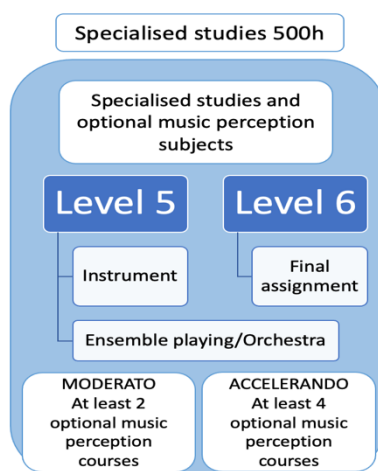 Specialised studies 500h
Specialised studies and
optional music perception
subjects
Level 5
Level 6
Instrument
Final
assignment
Ensemble playing/Orchestra
MODERATO
At least 2
optional music
perception
courses
ACCELERANDO
At least 4
optional music
perception
courses